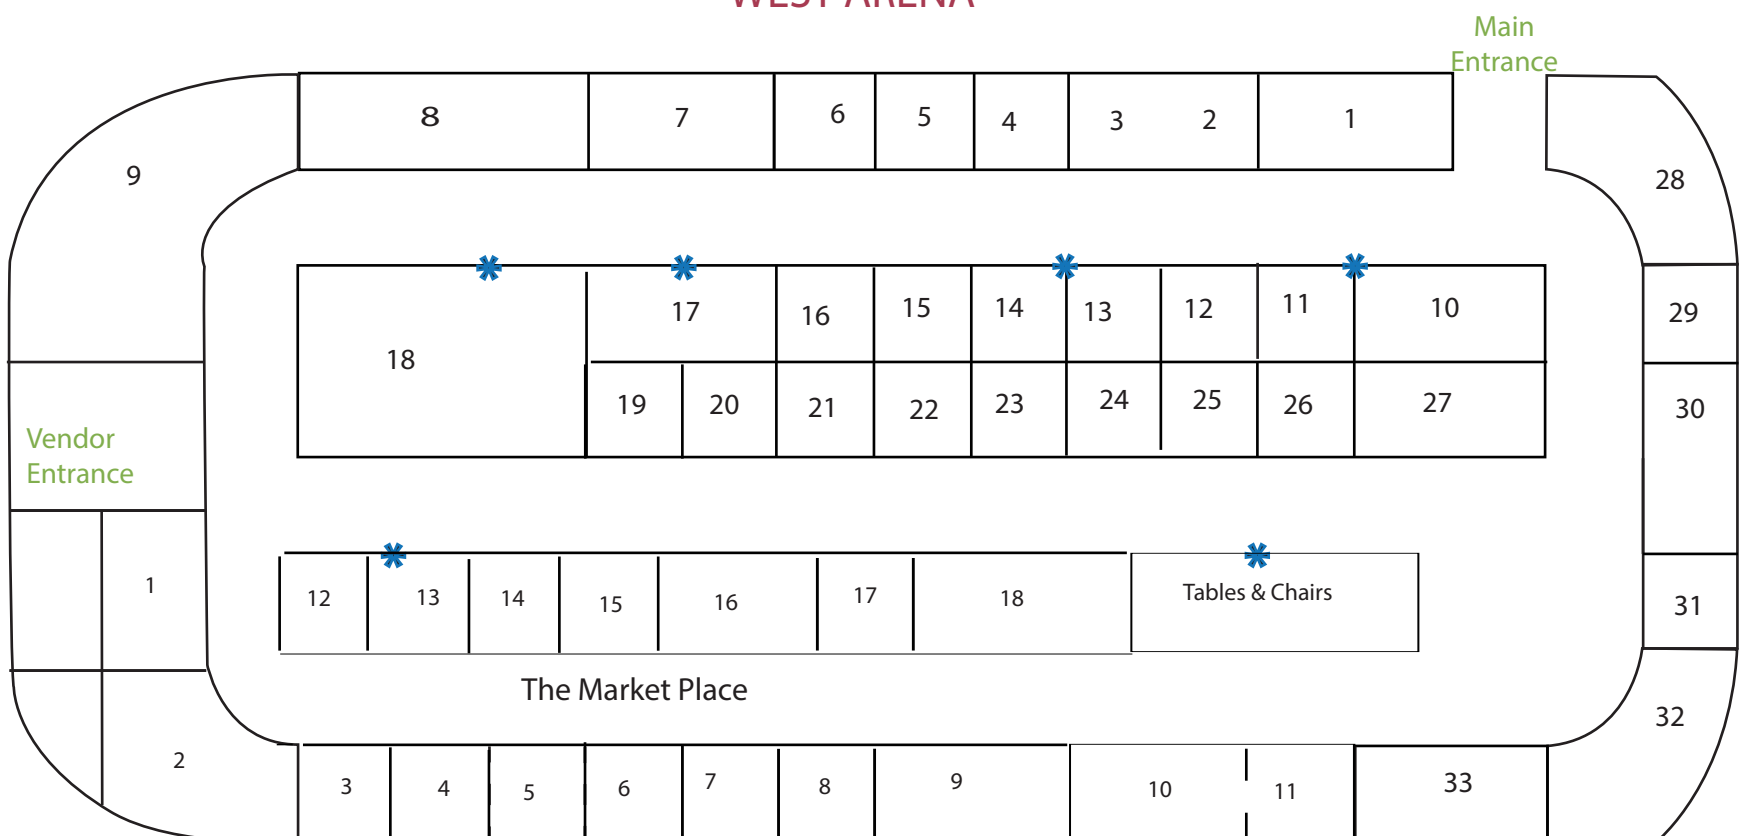 WEST ARENA
Main
Entrance
8 7 6 5 4 3 2 1
9
28
17 16 15 14 13 12 11 10
29
18
19 20 21 22 23 24 25 26 27
30
Vendor
Entrance
1
12 13 14 15 16 17 18
Tables & Chairs
31
The Market Place
32
2
3 4 5 6 7 8 9 10 11 33